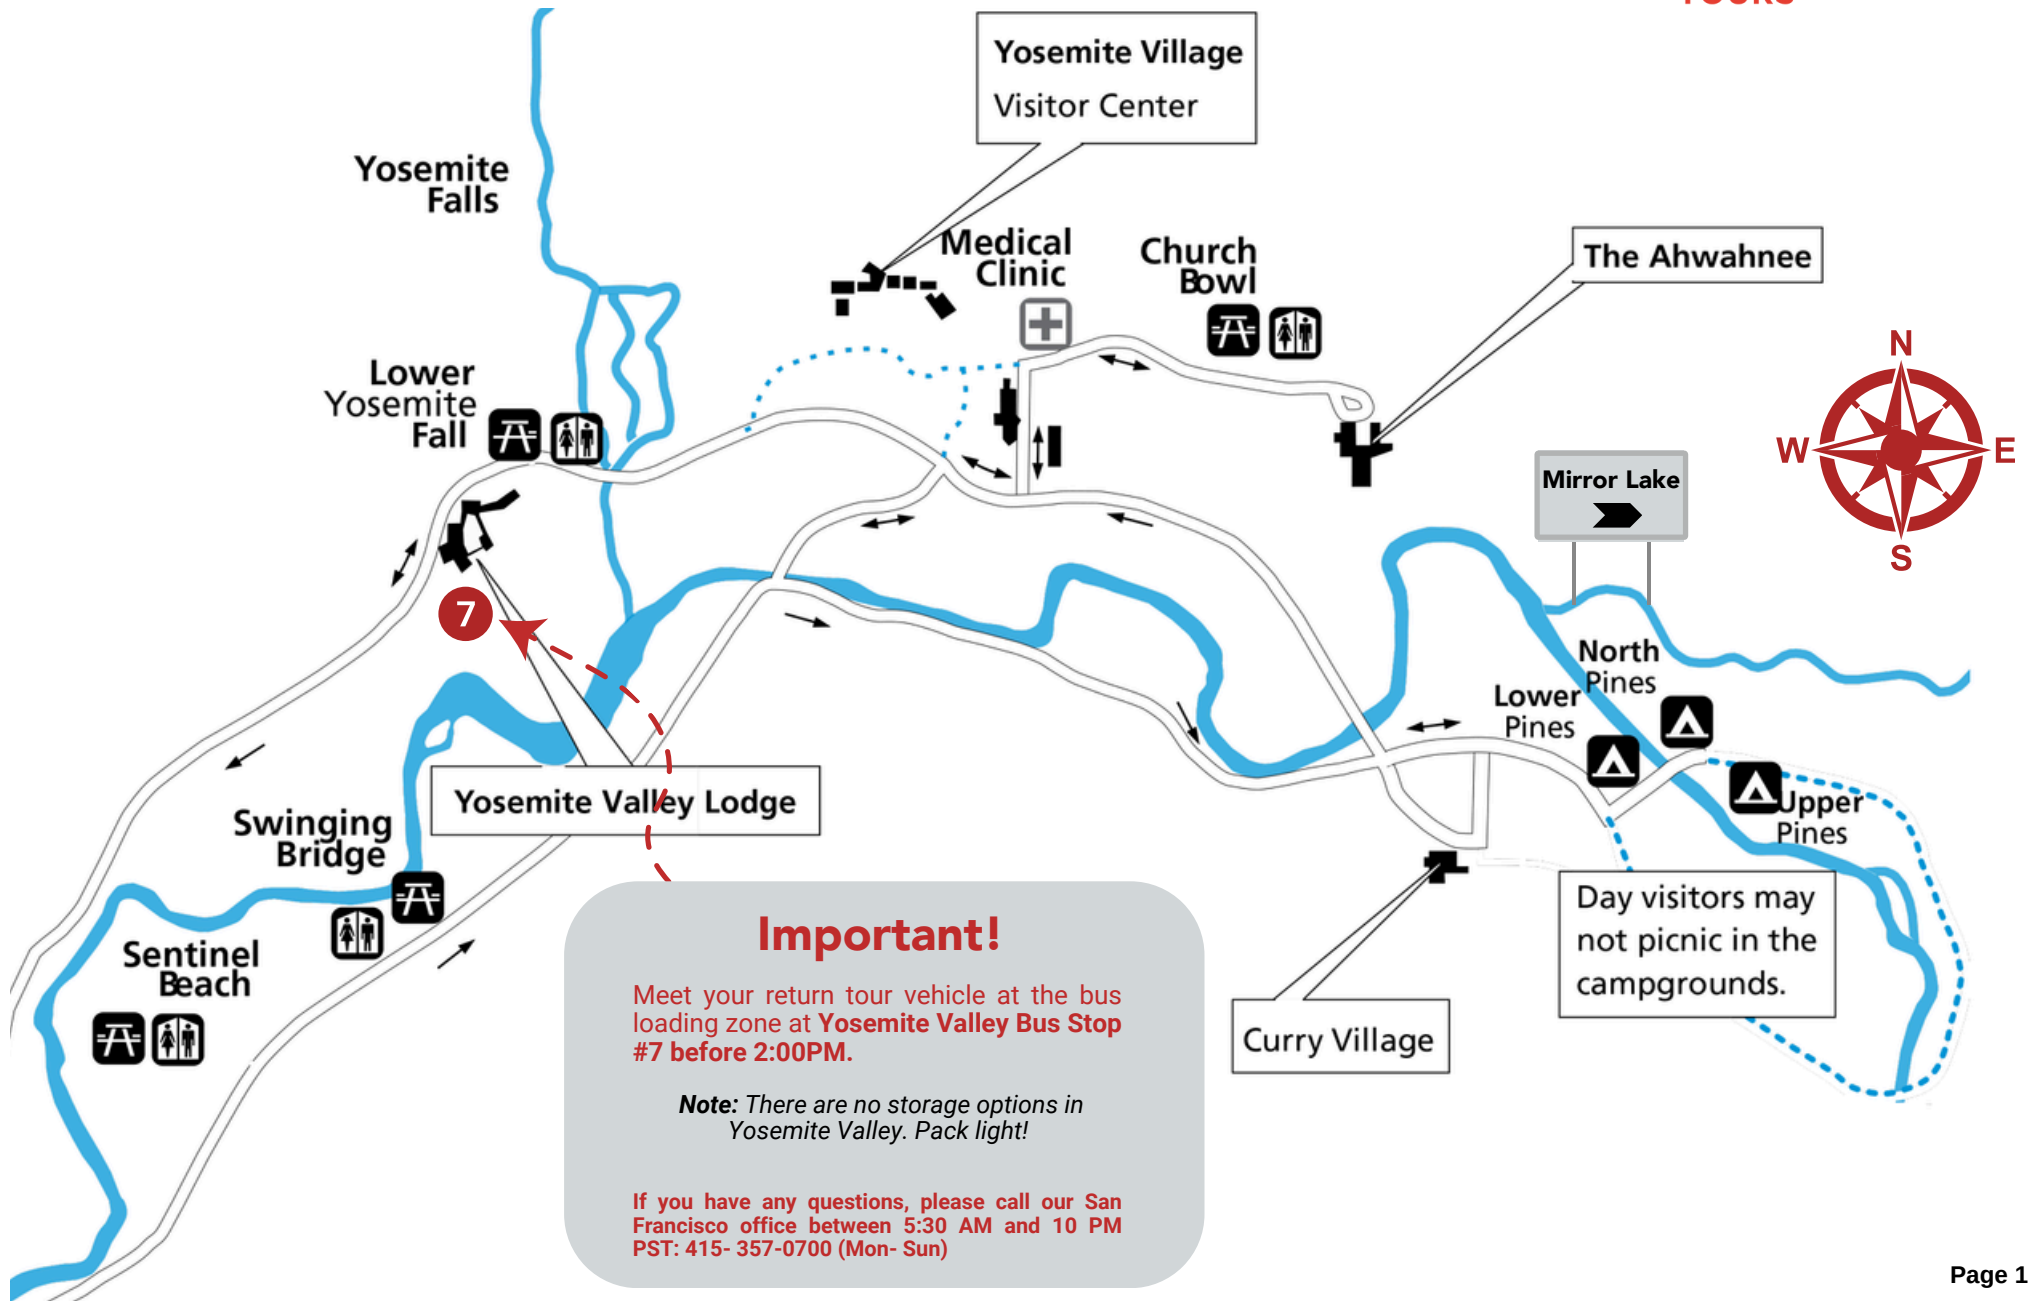 TOURS
Yosemite Village
Visitor Center
Yosemite
Falls
Medical
Clinic
Church
Bowl
The Ahwahnee
N
W
E
S
Lower
Yosemite
Fall
Mirror Lake
7
North
Pines
Lower
Pines
Upper
Pines
Yosemite Valley Lodge
Swinging
Bridge
Sentinel
Beach
Day visitors may
not picnic in the
campgrounds.
Curry Village
Important!
Meet your return tour vehicle at the bus
loading zone at Yosemite Valley Bus Stop
#7 before 2:00PM.
Note: There are no storage options in
Yosemite Valley. Pack light!
If you have any questions, please call our San
Francisco office between 5:30 AM and 10 PM
PST: 415- 357-0700 (Mon- Sun)
Page 1